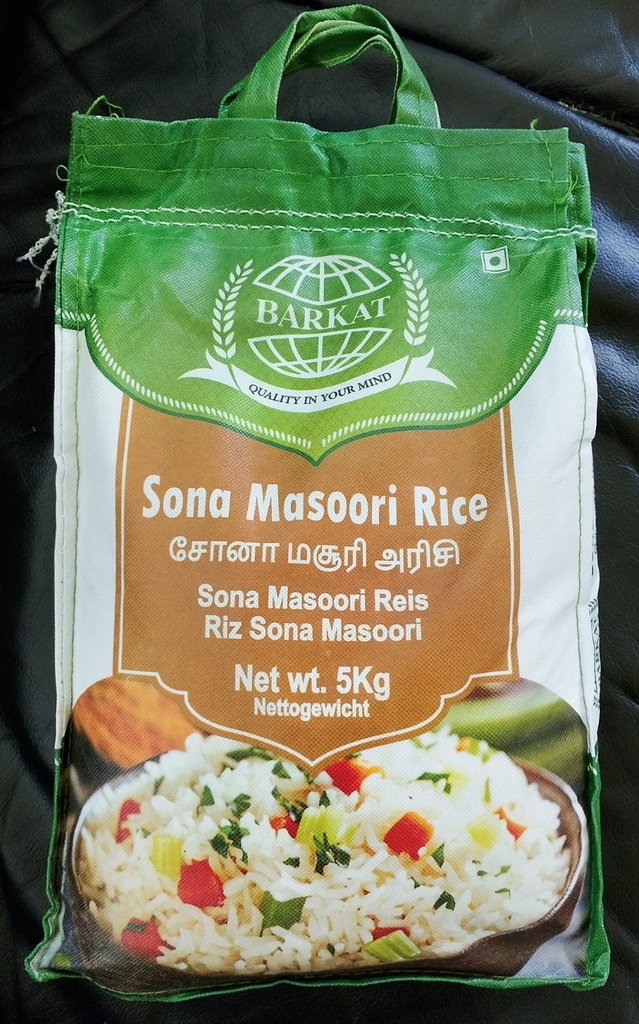 BARKAT
QUALITY IN YOUR MIND
Sona Masoori Rice
சோனா மசூரி அரிசி
Sona Masoori Reis
Riz Sona Masoori
Net wt. 5Kg
Nettogewicht